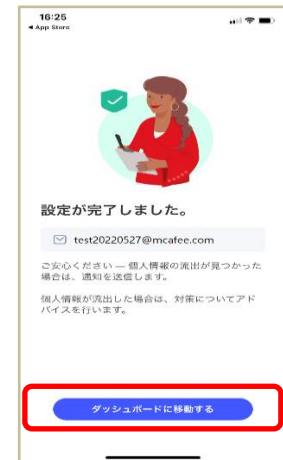 16:25
◀ App Store
設定が完了しました。
test20220527@mcafee.com
ご安心ください — 個人情報の流出が見つかった
場合は、通知を送信します。
個人情報が流出した場合は、対策についてアド
バイスを行います。
ダッシュボードに移動する